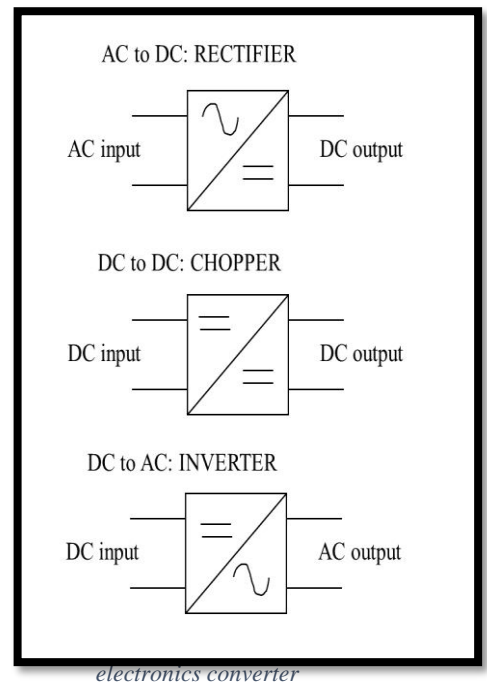 AC to DC: RECTIFIER
AC input DC output
DC to DC: CHOPPER
DC input DC output
DC to AC: INVERTER
DC input AC output
electronics converter